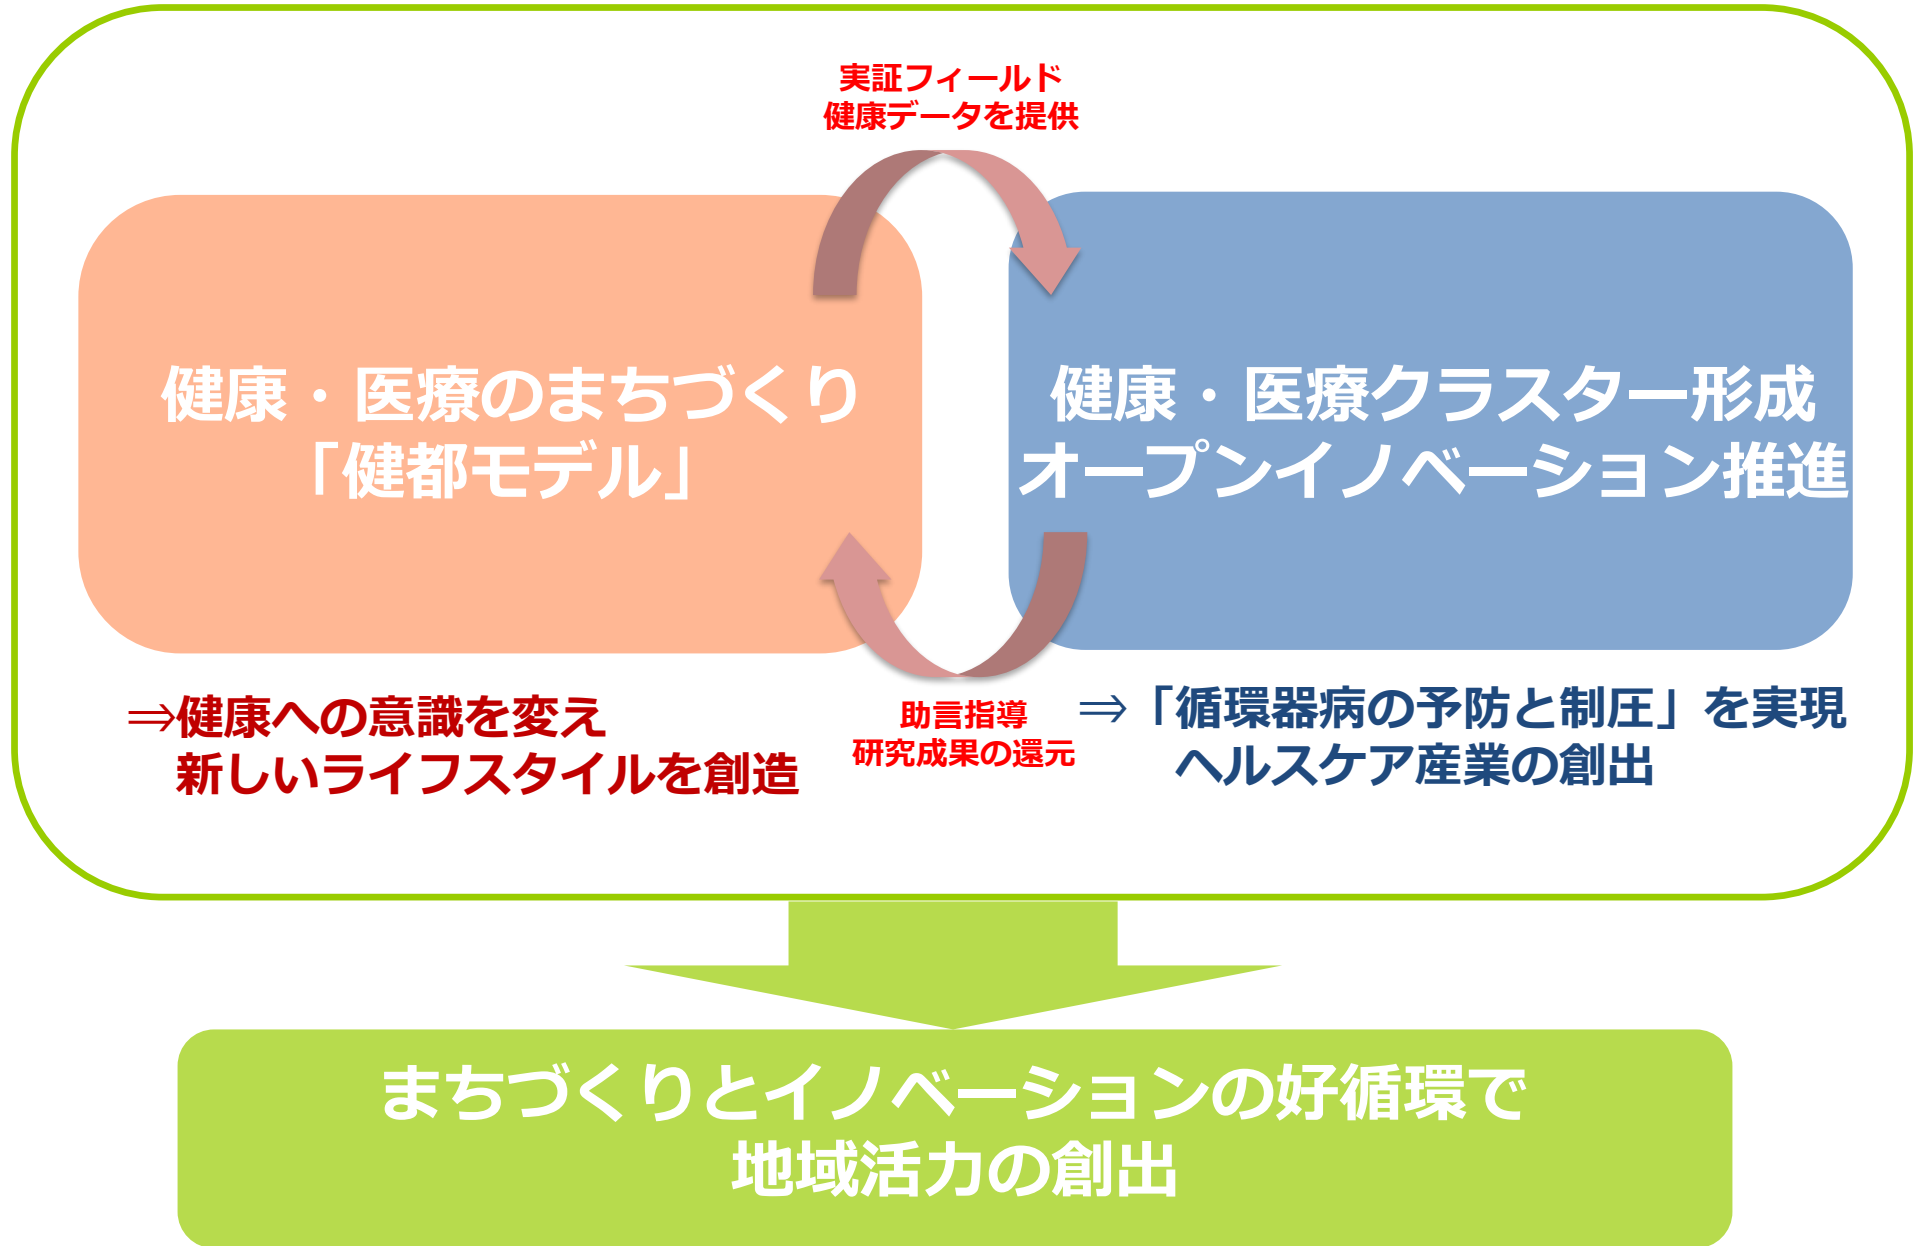 実証フィールド
健康データを提供
健康・医療のまちづくり
「健都モデル」
健康・医療クラスター形成
オープンイノベーション推進
⇒健康への意識を変え
新しいライフスタイルを創造
助言指導
研究成果の還元
⇒「循環器病の予防と制圧」を実現
ヘルスケア産業の創出
まちづくりとイノベーションの好循環で
地域活力の創出